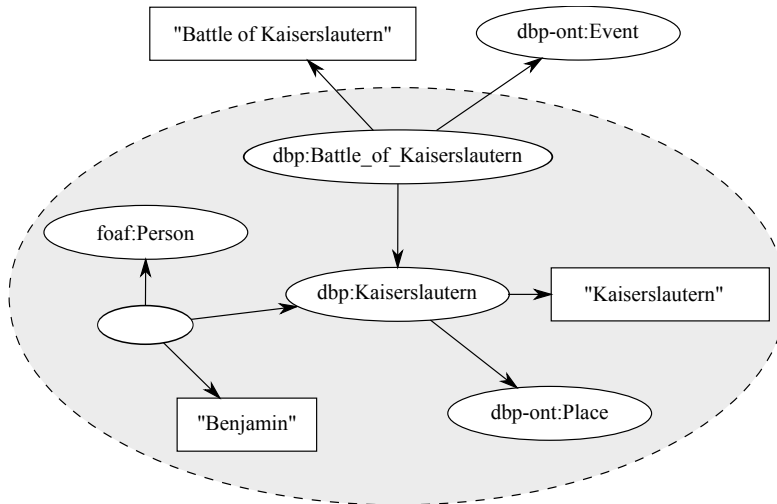 "Battle of Kaiserslautern"
dbp-ont:Event
dbp:Battle_of_Kaiserslautern
foaf:Person
dbp:Kaiserslautern
"Kaiserslautern"
"Benjamin"
dbp-ont:Place